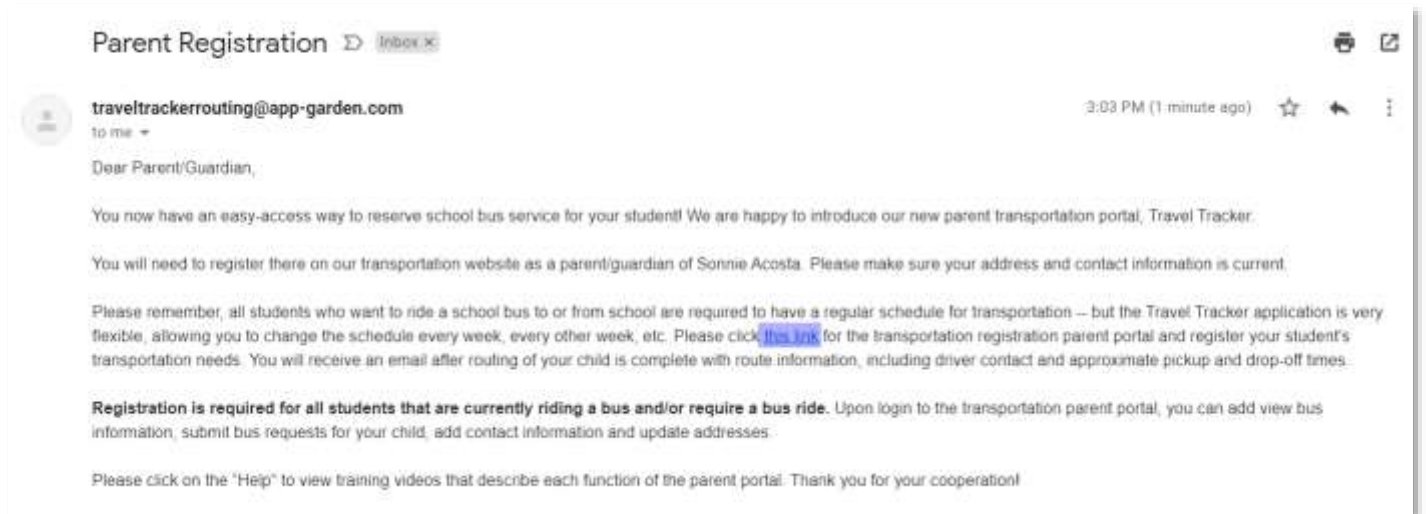 Parent Registration Inbox x
traveltrackerrouting@app-garden.com 3:03 PM (1 minute ago)
to me
Dear Parent/Guardian,
You now have an easy-access way to reserve school bus service for your student! We are happy to introduce our new parent transportation portal, Travel Tracker.
You will need to register there on our transportation website as a parent/guardian of Sonnie Acosta. Please make sure your address and contact information is current.
Please remember, all students who want to ride a school bus to or from school are required to have a regular schedule for transportation – but the Travel Tracker application is very
flexible, allowing you to change the schedule every week, every other week, etc. Please click this link for the transportation registration parent portal and register your student's
transportation needs. You will receive an email after routing of your child is complete with route information, including driver contact and approximate pickup and drop-off times.
Registration is required for all students that are currently riding a bus and/or require a bus ride. Upon login to the transportation parent portal, you can add view bus
information, submit bus requests for your child, add contact information and update addresses.
Please click on the "Help" to view training videos that describe each function of the parent portal. Thank you for your cooperation!